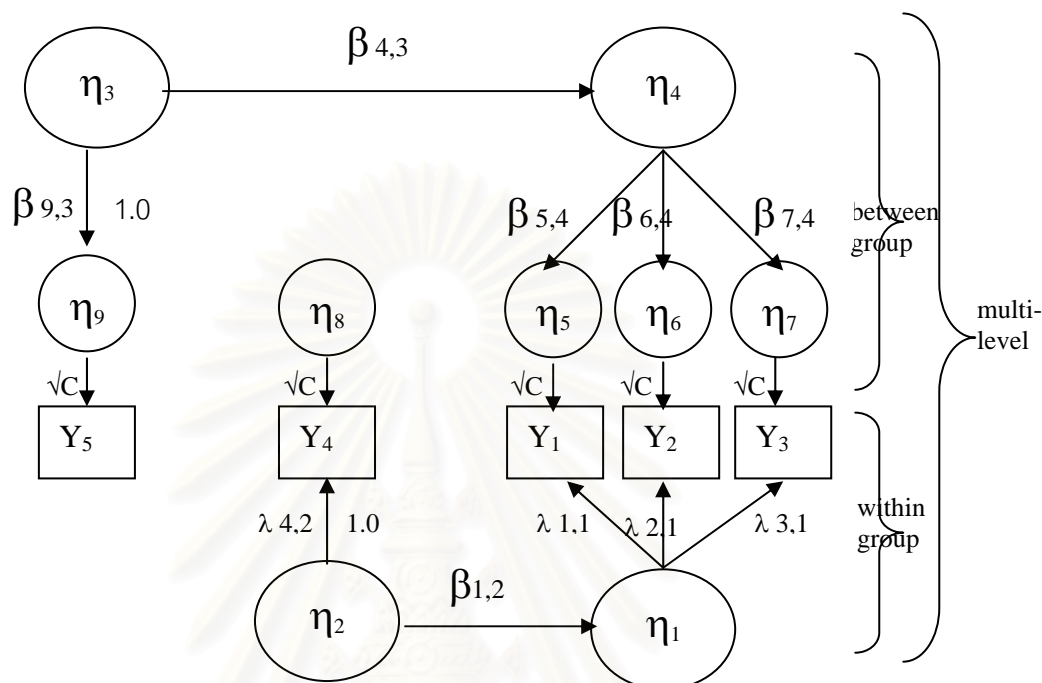 β 4,3
η3
η4
β 9,3
1.0
β 5,4
β 6,4
β 7,4
between
group
η9
η8
η5
η6
η7
multi-
level
√C
√C
√C
√C
√C
Y5
Y4
Y1
Y2
Y3
within
group
λ 4,2
1.0
λ 1,1
λ 2,1
λ 3,1
β1,2
η2
η1